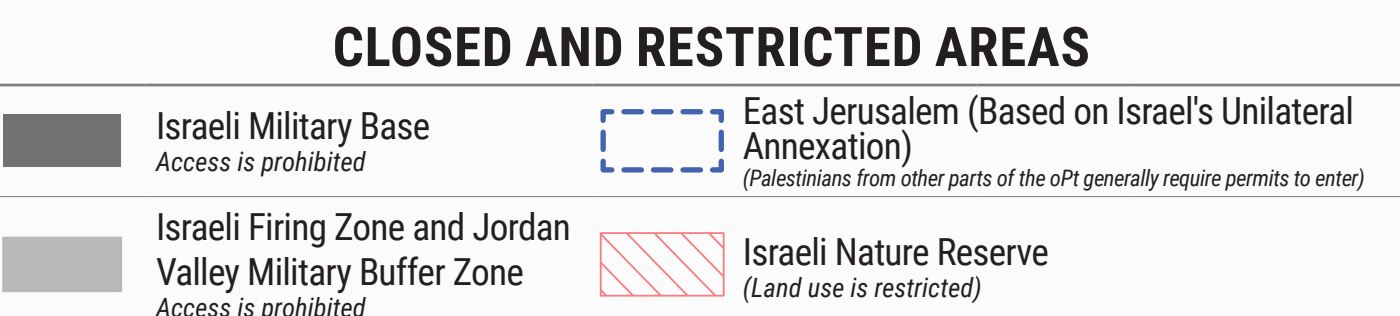 CLOSED AND RESTRICTED AREAS
Israeli Military Base
Access is prohibited
East Jerusalem (Based on Israel's Unilateral
Annexation)
(Palestinians from other parts of the oPt generally require permits to enter)
Israeli Firing Zone and Jordan
Valley Military Buffer Zone
Access is prohibited
Israeli Nature Reserve
(Land use is restricted)